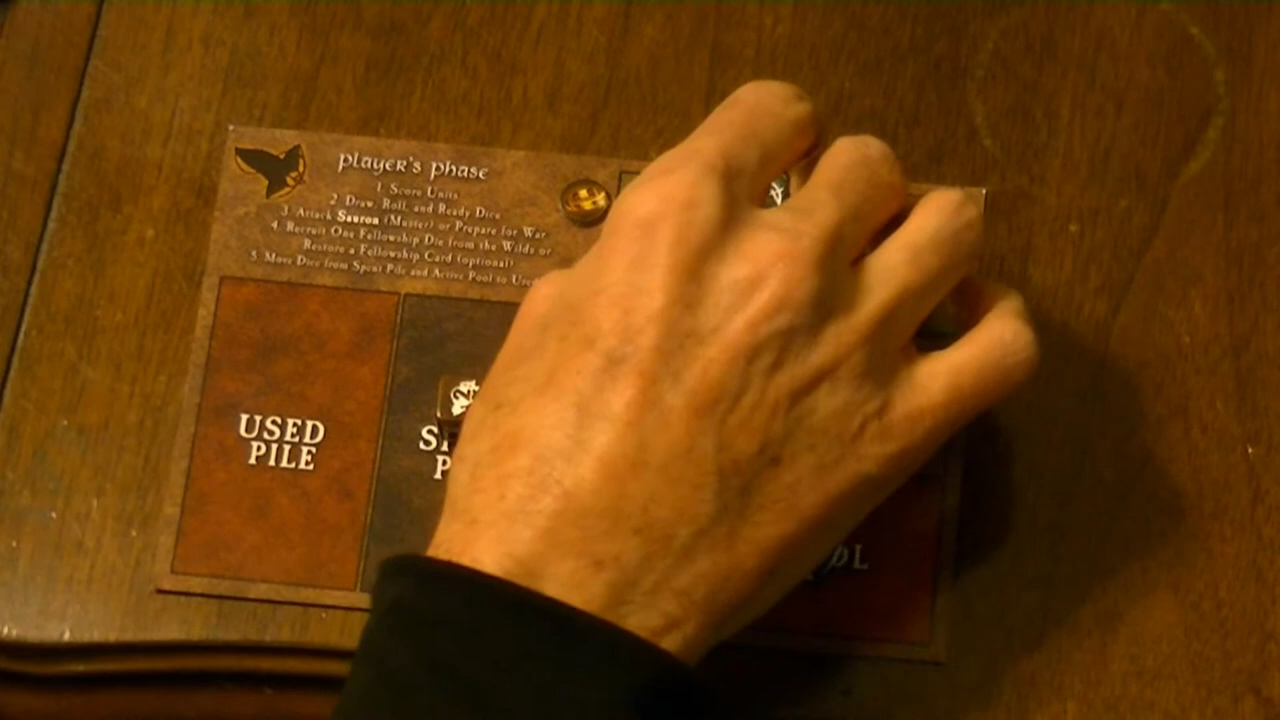 player's phase
1. Score Units
2. Draw, Roll, and Ready Dice
3. Attack Sauron (Muster) or Prepare for War
4. Recruit One Fellowship Die from the Wilds or
Restore a Fellowship Card (optional)
5. Move Dice from Spent Pile and Active Pool to Used
USED
PILE